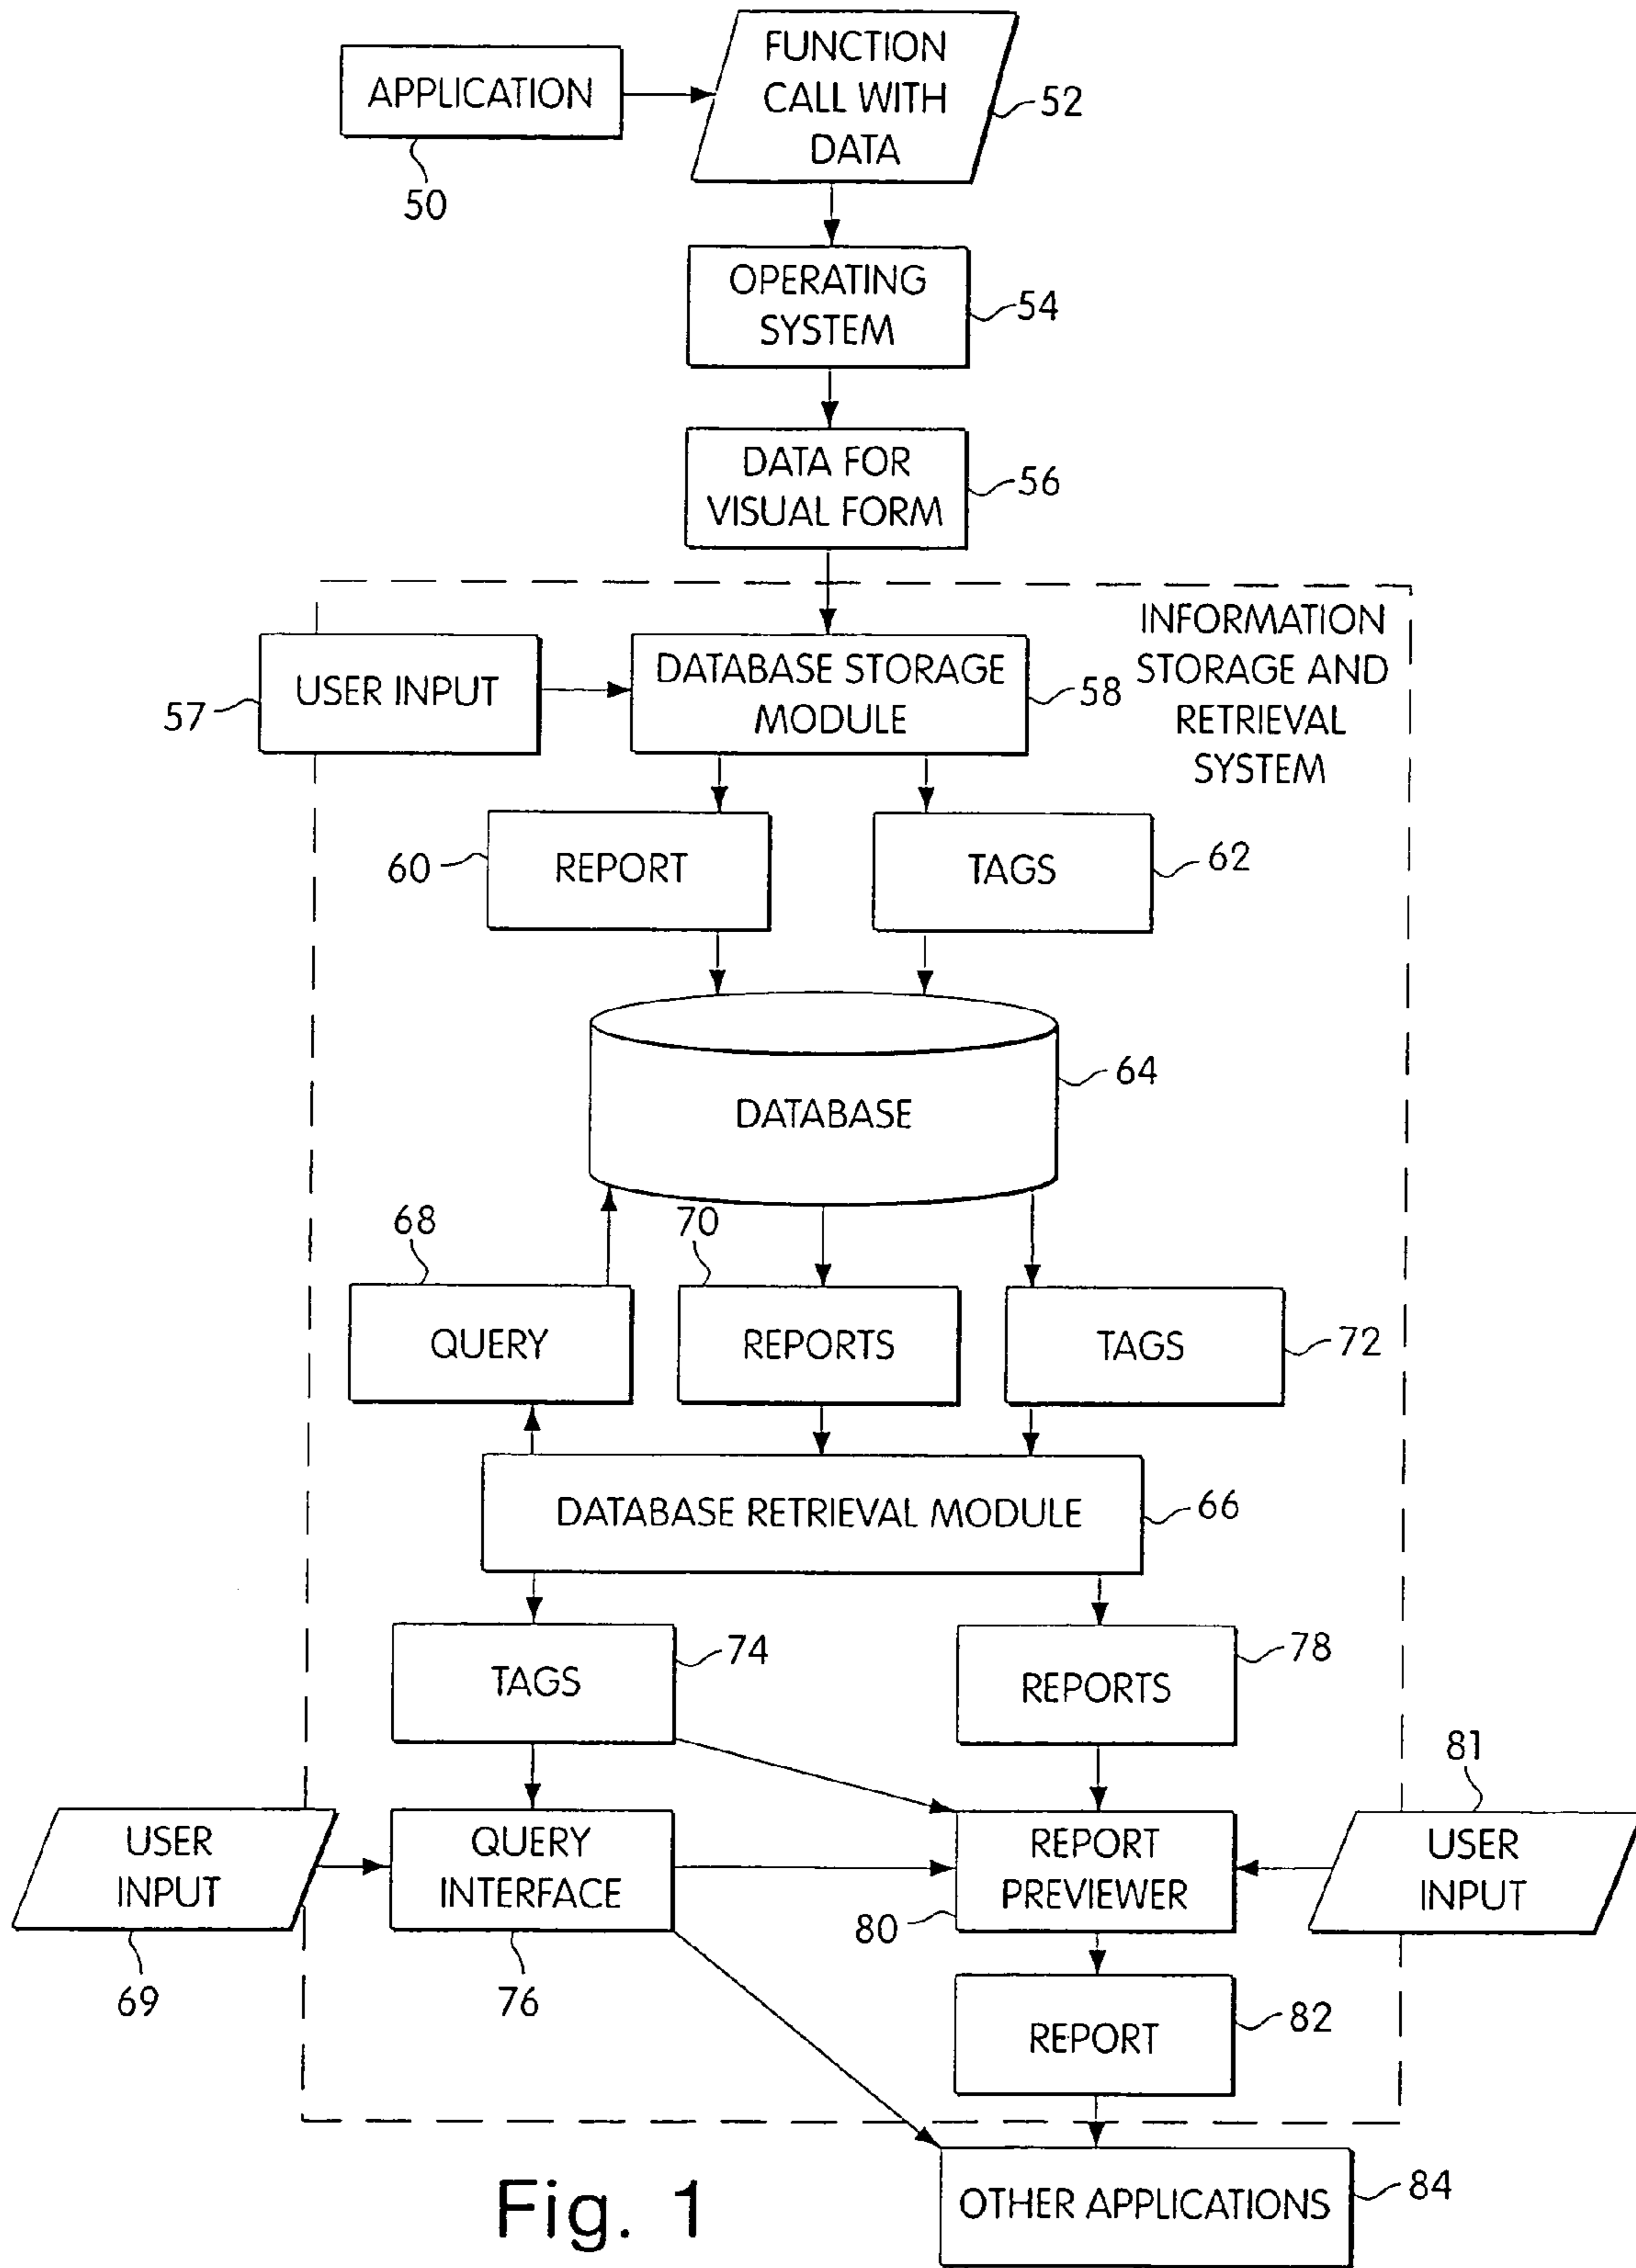 APPLICATION
50
FUNCTION
CALL WITH
DATA
52
OPERATING
SYSTEM
54
DATA FOR
VISUAL FORM
56
INFORMATION
STORAGE AND
RETRIEVAL
SYSTEM
USER INPUT
57
DATABASE STORAGE
MODULE
58
REPORT
60
TAGS
62
DATABASE
64
68
QUERY
70
REPORTS
TAGS
72
DATABASE RETRIEVAL MODULE
66
TAGS
74
REPORTS
78
USER
INPUT
69
QUERY
INTERFACE
76
REPORT
PREVIEWER
80
81
USER
INPUT
REPORT
82
OTHER APPLICATIONS
84
Fig. 1